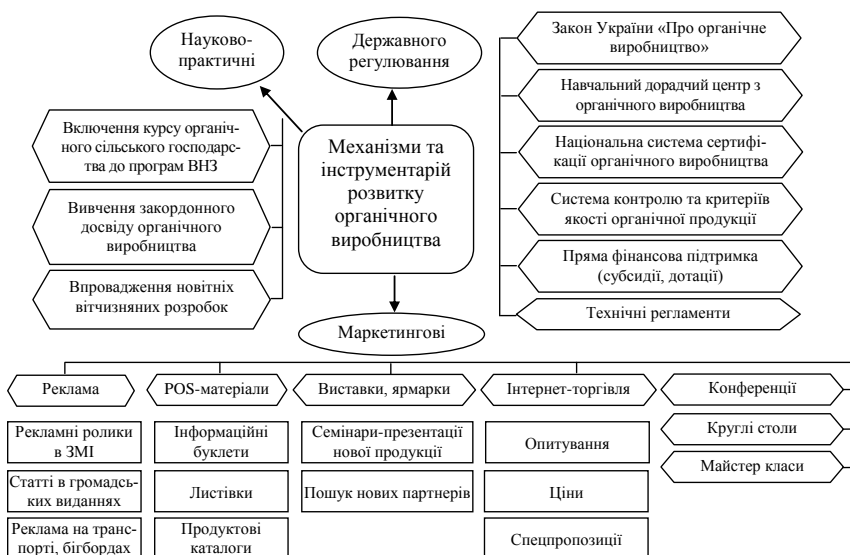 Науково-
практичні
Державного
регулювання
Включення курсу органіч-
ного сільського господарс-
тва до програм ВНЗ
Вивчення закордонного
досвіду органічного
виробництва
Впровадження новітніх
вітчизняних розробок
Механізми та
інструментарій
розвитку
органічного
виробництва
Закон України «Про органічне
виробництво»
Навчальний дорадчий центр з
органічного виробництва
Національна система сертифі-
кації органічного виробництва
Система контролю та критеріїв
якості органічної продукції
Пряма фінансова підтримка
(субсидії, дотації)
Технічні регламенти
Маркетингові
Реклама
POS-матеріали
Виставки, ярмарки
Інтернет-торгівля
Конференції
Круглі столи
Майстер класи
Рекламні ролики
в ЗМІ
Статті в громадсь-
ких виданнях
Реклама на транс-
порті, бігбордах
Інформаційні
буклети
Листівки
Продуктові
каталоги
Семінари-презентації
нової продукції
Пошук нових партнерів
Опитування
Ціни
Спецпропозиції